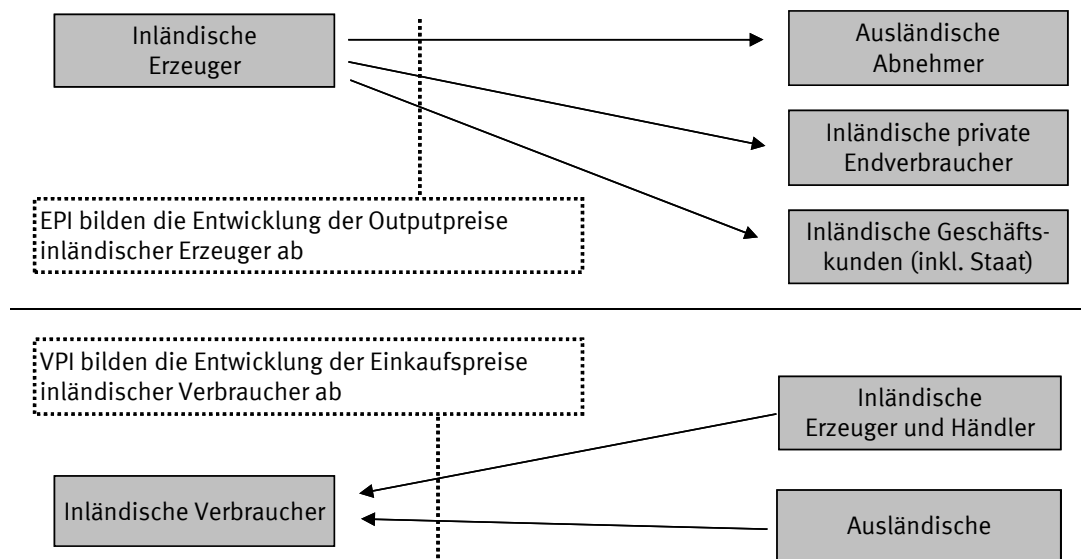 Inländische
Erzeuger
Ausländische
Abnehmer
Inländische private
Endverbraucher
EPI bilden die Entwicklung der Outputpreise
inländischer Erzeuger ab
Inländische Geschäfts-
kunden (inkl. Staat)
VPI bilden die Entwicklung der Einkaufspreise
inländischer Verbraucher ab
Inländische
Erzeuger und Händler
Inländische Verbraucher
Ausländische